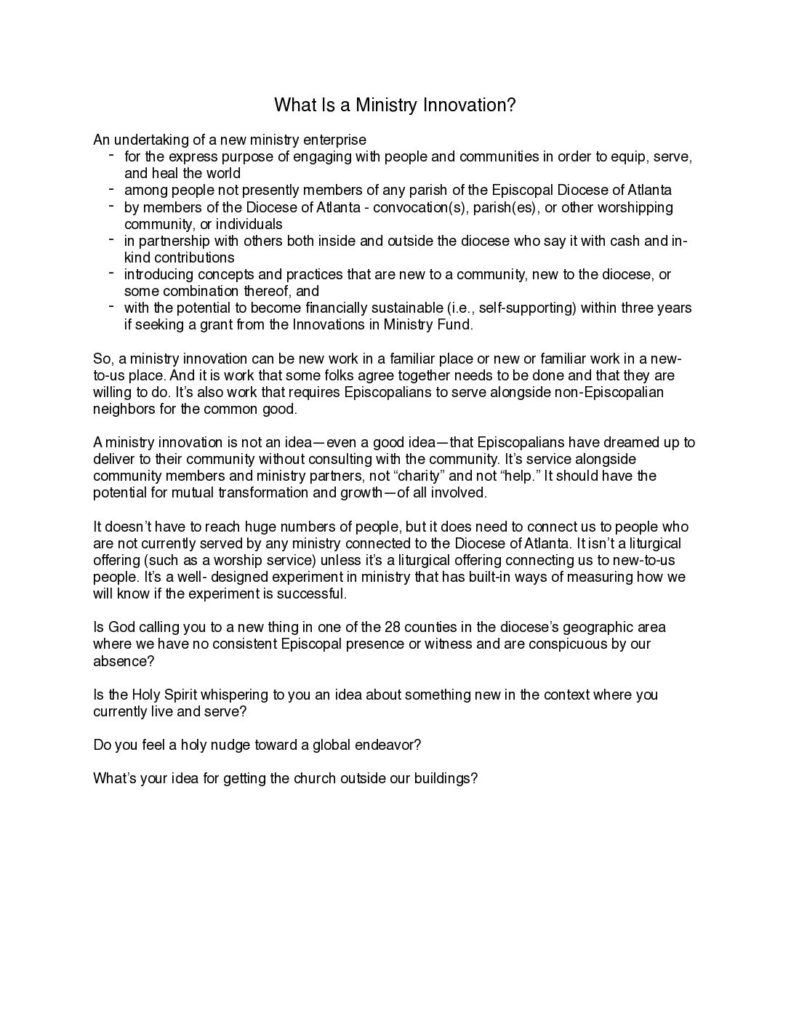 What Is a Ministry Innovation?
An undertaking of a new ministry enterprise
- for the express purpose of engaging with people and communities in order to equip, serve,
and heal the world
- among people not presently members of any parish of the Episcopal Diocese of Atlanta
- by members of the Diocese of Atlanta - convocation(s), parish(es), or other worshipping
community, or individuals
- in partnership with others both inside and outside the diocese who say it with cash and in-
kind contributions
- introducing concepts and practices that are new to a community, new to the diocese, or
some combination thereof, and
- with the potential to become financially sustainable (i.e., self-supporting) within three years
if seeking a grant from the Innovations in Ministry Fund.
So, a ministry innovation can be new work in a familiar place or new or familiar work in a new-
to-us place. And it is work that some folks agree together needs to be done and that they are
willing to do. It's also work that requires Episcopalians to serve alongside non-Episcopalian
neighbors for the common good.
A ministry innovation is not an idea—even a good idea—that Episcopalians have dreamed up to
deliver to their community without consulting with the community. It's service alongside
community members and ministry partners, not “charity” and not “help.” It should have the
potential for mutual transformation and growth—of all involved.
It doesn't have to reach huge numbers of people, but it does need to connect us to people who
are not currently served by any ministry connected to the Diocese of Atlanta. It isn't a liturgical
offering (such as a worship service) unless it's a liturgical offering connecting us to new-to-us
people. It's a well- designed experiment in ministry that has built-in ways of measuring how we
will know if the experiment is successful.
Is God calling you to a new thing in one of the 28 counties in the diocese's geographic area
where we have no consistent Episcopal presence or witness and are conspicuous by our
absence?
Is the Holy Spirit whispering to you an idea about something new in the context where you
currently live and serve?
Do you feel a holy nudge toward a global endeavor?
What's your idea for getting the church outside our buildings?